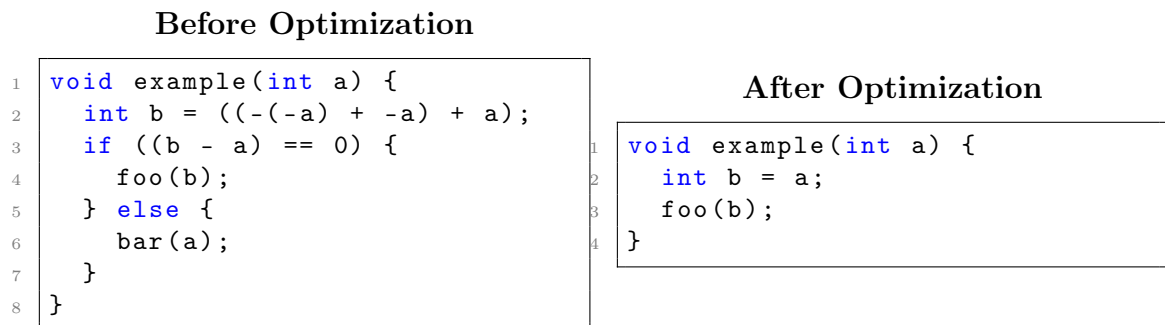 Before Optimization
1 void example(int a) {
2   int b = ((-(-a) + -a) + a);
3   if ((b - a) == 0) {
4     foo(b);
5   } else {
6     bar(a);
7   }
8 }
After Optimization
1 void example(int a) {
2   int b = a;
3   foo(b);
4 }